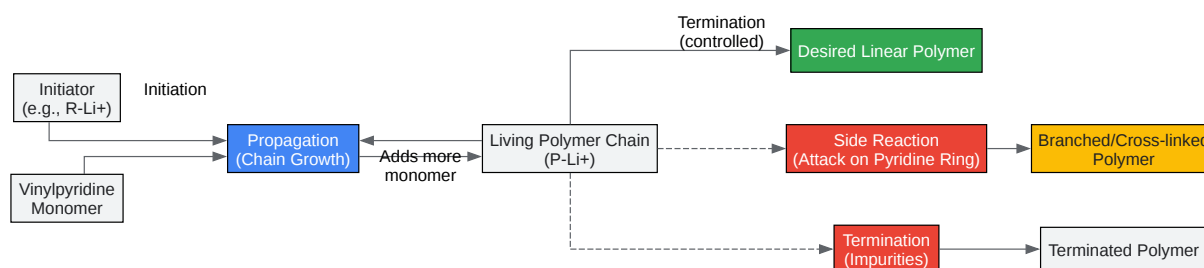 Termination
(controlled)
Desired Linear Polymer
Initiator
(e.g., R-Li+)
Initiation
Propagation
(Chain Growth)
Adds more
monomer
Living Polymer Chain
(P-Li+)
Side Reaction
(Attack on Pyridine Ring)
Branched/Cross-linked
Polymer
Vinylpyridine
Monomer
Termination
(Impurities)
Terminated Polymer